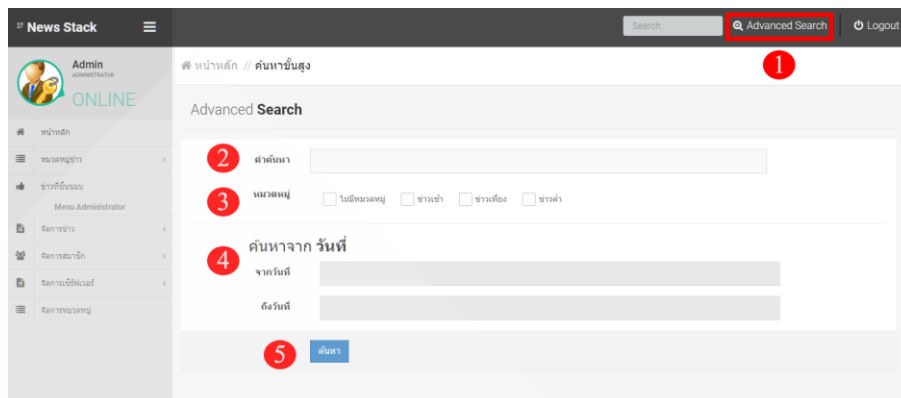 News Stack
Search.
Advanced Search
Logout
1
Admin
ADMINISTRATOR
ONLINE
หน้าหลัก // ค้นหาขั้นสูง
Advanced Search
หน้าหลัก
หมวดหมู่ข่าว
ข่าวที่ชื่นชอบ
Menu Administrator
จัดการข่าว
จัดการสมาชิก
จัดการเซิร์ฟเวอร์
จัดการหมวดหมู่
2 คำค้นหา
3 หมวดหมู่ ไม่มีหมวดหมู่ ข่าวเช้า ข่าวเที่ยง ข่าวค่ำ
4 ค้นหาจาก วันที่
จากวันที่
ถึงวันที่
5 ค้นหา